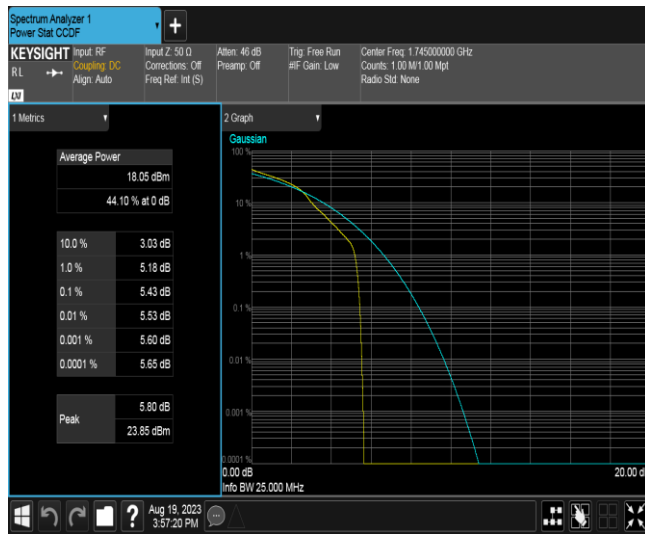 Spectrum Analyzer 1
Power Stat CCDF
+
KEYSIGHT
RL
LXI
Input: RF
Coupling: DC
Align: Auto
Input Z: 50 Ω
Corrections: Off
Freq Ref: Int (S)
Atten: 46 dB
Preamp: Off
Trig: Free Run
#IF Gain: Low
Center Freq: 1.745000000 GHz
Counts: 1.00 M/1.00 Mpt
Radio Std: None
1 Metrics
Average Power
18.05 dBm
44.10 % at 0 dB
10.0 % 3.03 dB
1.0 % 5.18 dB
0.1 % 5.43 dB
0.01 % 5.53 dB
0.001 % 5.60 dB
0.0001 % 5.65 dB
Peak
5.80 dB
23.85 dBm
2 Graph
Gaussian
100 %
10 %
1 %
0.1 %
0.01 %
0.001 %
0.0001 %
0.00 dB
20.00 d
Info BW 25.000 MHz
?
Aug 19, 2023
3:57:20 PM